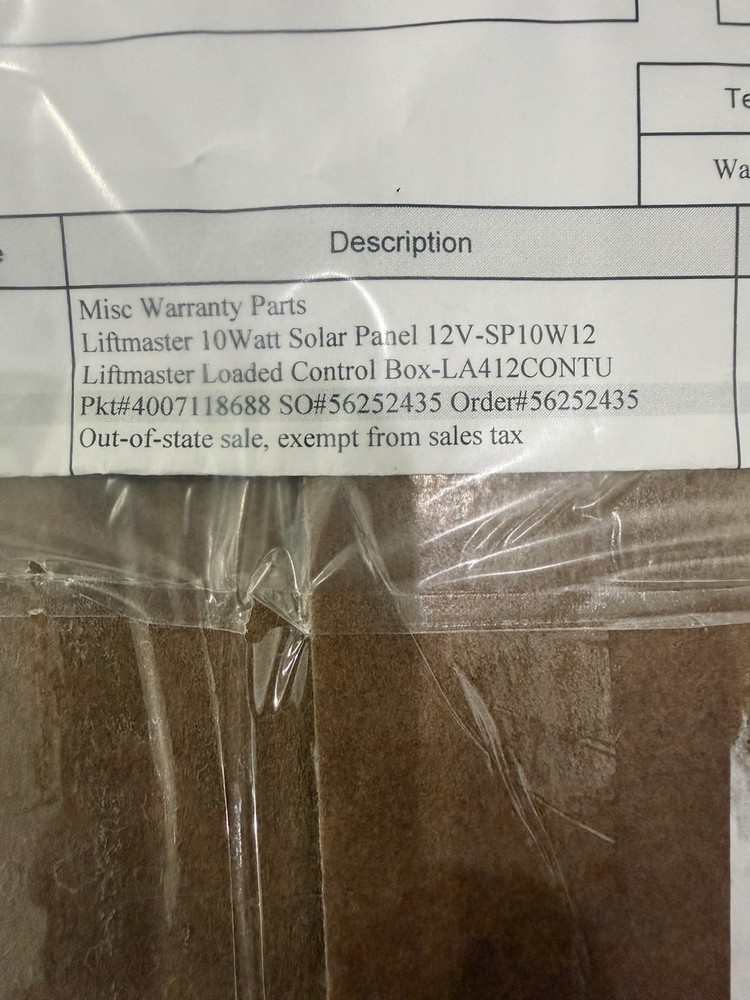 Description
Misc Warranty Parts
Liftmaster 10Watt Solar Panel 12V-SP10W12
Liftmaster Loaded Control Box-LA412CONTU
Pkt#4007118688 SO#56252435 Order#56252435
Out-of-state sale, exempt from sales tax